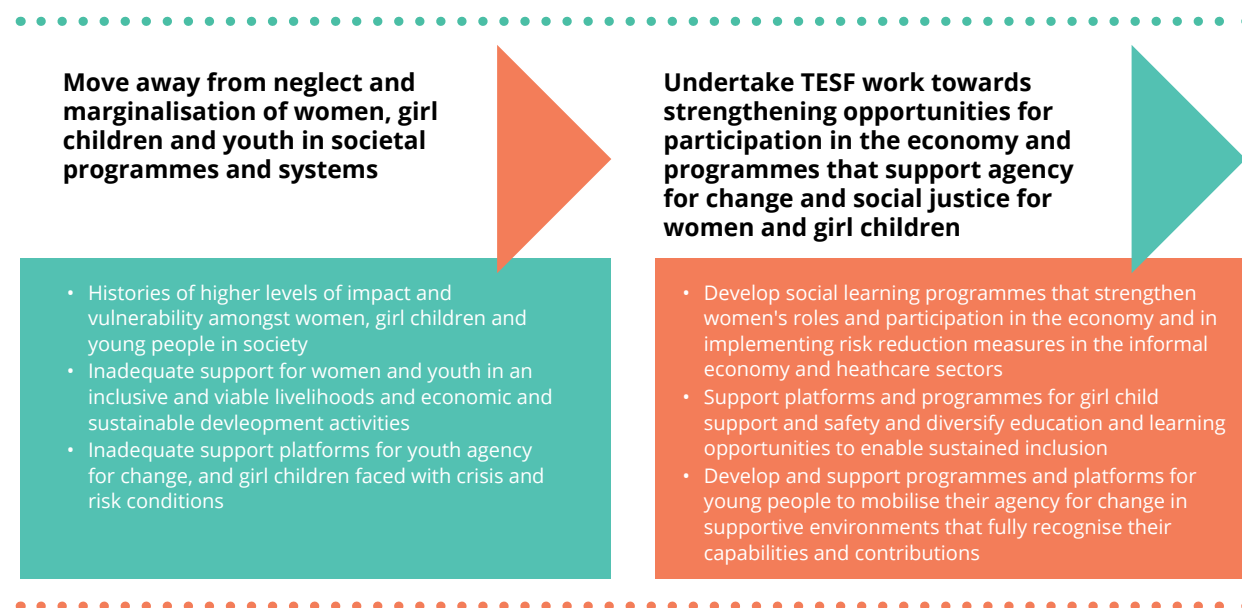 Move away from neglect and
marginalisation of women, girl
children and youth in societal
programmes and systems
• Histories of higher levels of impact and
vulnerability amongst women, girl children and
young people in society
• Inadequate support for women and youth in an
inclusive and viable livelihoods and economic and
sustainable devleopment activities
• Inadequate support platforms for youth agency
for change, and girl children faced with crisis and
risk conditions
Undertake TESF work towards
strengthening opportunities for
participation in the economy and
programmes that support agency
for change and social justice for
women and girl children
• Develop social learning programmes that strengthen
women's roles and participation in the economy and in
implementing risk reduction measures in the informal
economy and heathcare sectors
• Support platforms and programmes for girl child
support and safety and diversify education and learning
opportunities to enable sustained inclusion
• Develop and support programmes and platforms for
young people to mobilise their agency for change in
supportive environments that fully recognise their
capabilities and contributions